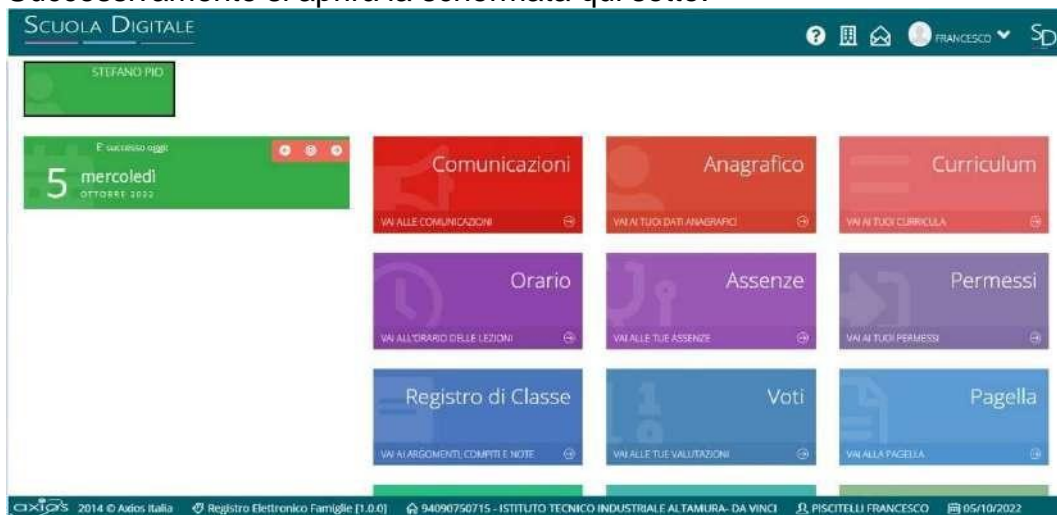 Successivamente si aprirà la schermata qui sotto:
SCUOLA DIGITALE
FRANCESCO
SD
STEFANO PIO
E' successo oggi:
5 mercoledì
OTTOBRE 2022
Comunicazioni
VAI ALLE COMUNICAZIONI
Anagrafico
VAI AI TUOI DATI ANAGRAFICI
Curriculum
VAI AI TUOI CURRICULA
Orario
VAI ALL'ORARIO DELLE LEZIONI
Assenze
VAI ALLE TUE ASSENZE
Permessi
VAI AI TUOI PERMESSI
Registro di Classe
VAI AI ARGOMENTI, COMPITI E NOTE
Voti
VAI ALLE TUE VALUTAZIONI
Pagella
VAI ALLA PAGELLA
axios 2014 © Axios Italia Registro Elettronico Famiglie [1.0.0] 94090750715 - ISTITUTO TECNICO INDUSTRIALE ALTAMURA- DA VINCI PISCITELLI FRANCESCO 05/10/2022